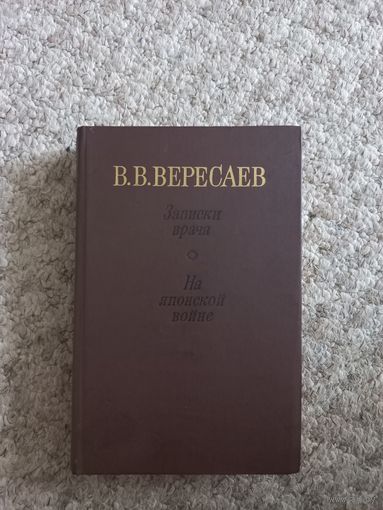 В.В.ВЕРЕСАЕВ
Записки
врача
На
японской
войне